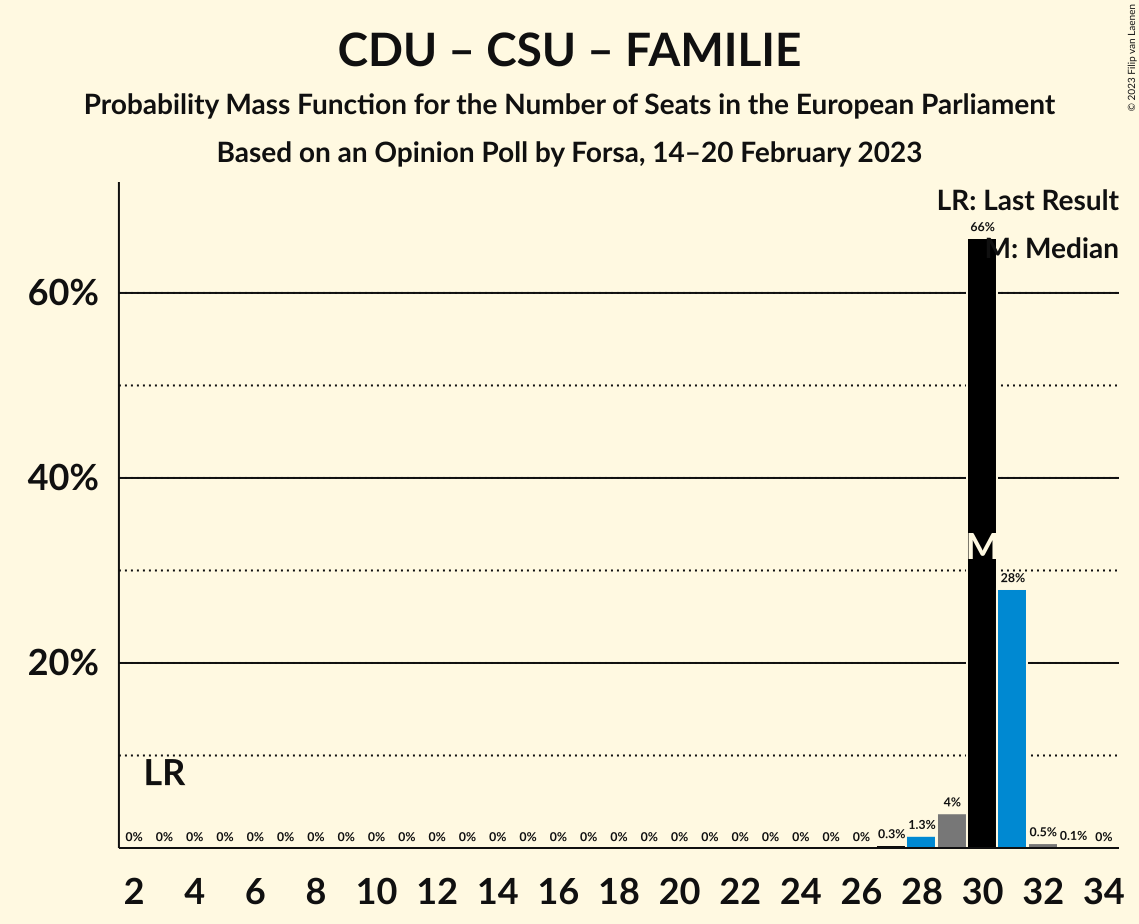 CDU – CSU – FAMILIE
Probability Mass Function for the Number of Seats in the European Parliament
Based on an Opinion Poll by Forsa, 14–20 February 2023
© 2023 Filip van Laenen
LR: Last Result
M: Median
66%
60%
40%
M
28%
20%
LR
4%
1.3%
0% 0% 0% 0% 0% 0% 0% 0% 0% 0% 0% 0% 0% 0% 0% 0% 0% 0% 0% 0% 0% 0% 0% 0% 0% 0.3% 0.5% 0.1% 0%
2 4 6 8 10 12 14 16 18 20 22 24 26 28 30 32 34